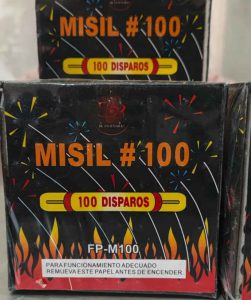 MISIL # 100
100 DISPAROS
MISIL # 100
100 DISPAROS
FP-M100
PARA FUNCIONAMIENTO ADECUADO
REMUEVA ESTE PAPEL ANTES DE ENCENDER.